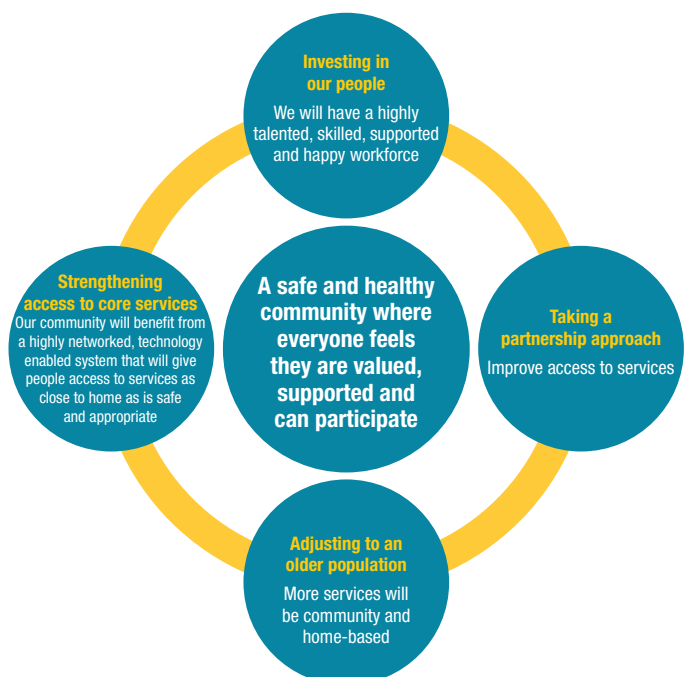 Investing in
our people
We will have a highly
talented, skilled, supported
and happy workforce
Strengthening
access to core services
Our community will benefit from
a highly networked, technology
enabled system that will give
people access to services as
close to home as is safe
and appropriate
A safe and healthy
community where
everyone feels
they are valued,
supported and
can participate
Taking a
partnership approach
Improve access to services
Adjusting to an
older population
More services will
be community and
home-based